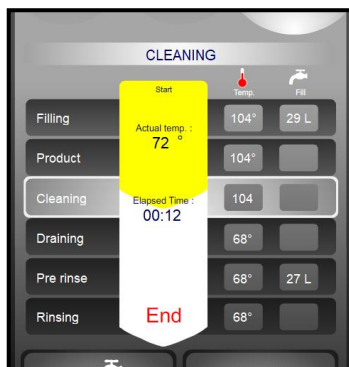 CLEANING
Start
Temp.
Fill
Filling
104°
29 L
Actual temp. :
72 °
Product
104°
Cleaning
Elapsed Time :
00:12
104
Draining
68°
Pre rinse
68°
27 L
Rinsing
End
68°